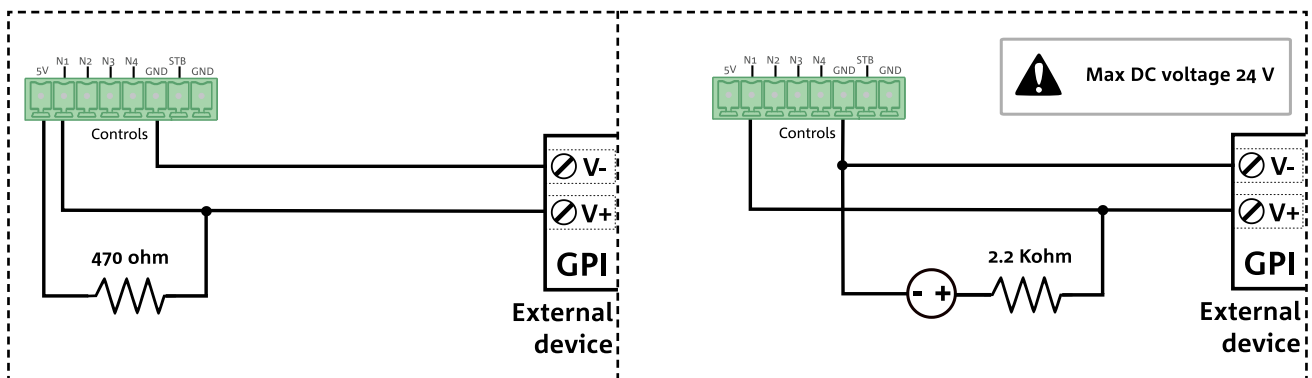 5V N1 N2 N3 N4 GND STB GND
Controls
V-
V+
470 ohm
GPI
External
device
Max DC voltage 24 V
5V N1 N2 N3 N4 GND STB GND
Controls
V-
V+
- +
2.2 Kohm
GPI
External
device